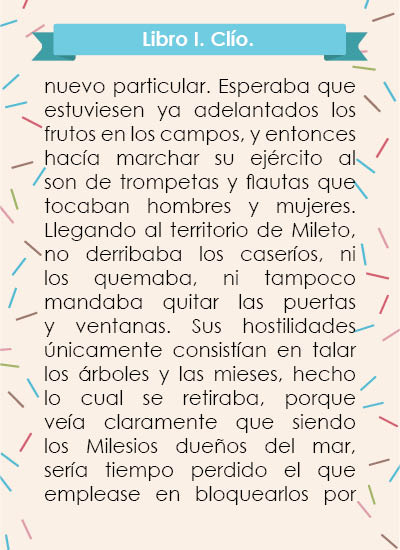 Libro I. Clío.
nuevo particular. Esperaba que
estuviesen ya adelantados los
frutos en los campos, y entonces
hacía marchar su ejército al
son de trompetas y flautas que
tocaban hombres y mujeres.
Llegando al territorio de Mileto,
no derribaba los caseríos, ni
los quemaba, ni tampoco
mandaba quitar las puertas
y ventanas. Sus hostilidades
únicamente consistían en talar
los árboles y las mieses, hecho
lo cual se retiraba, porque
veía claramente que siendo
los Milesios dueños del mar,
sería tiempo perdido el que
emplease en bloquearlos por